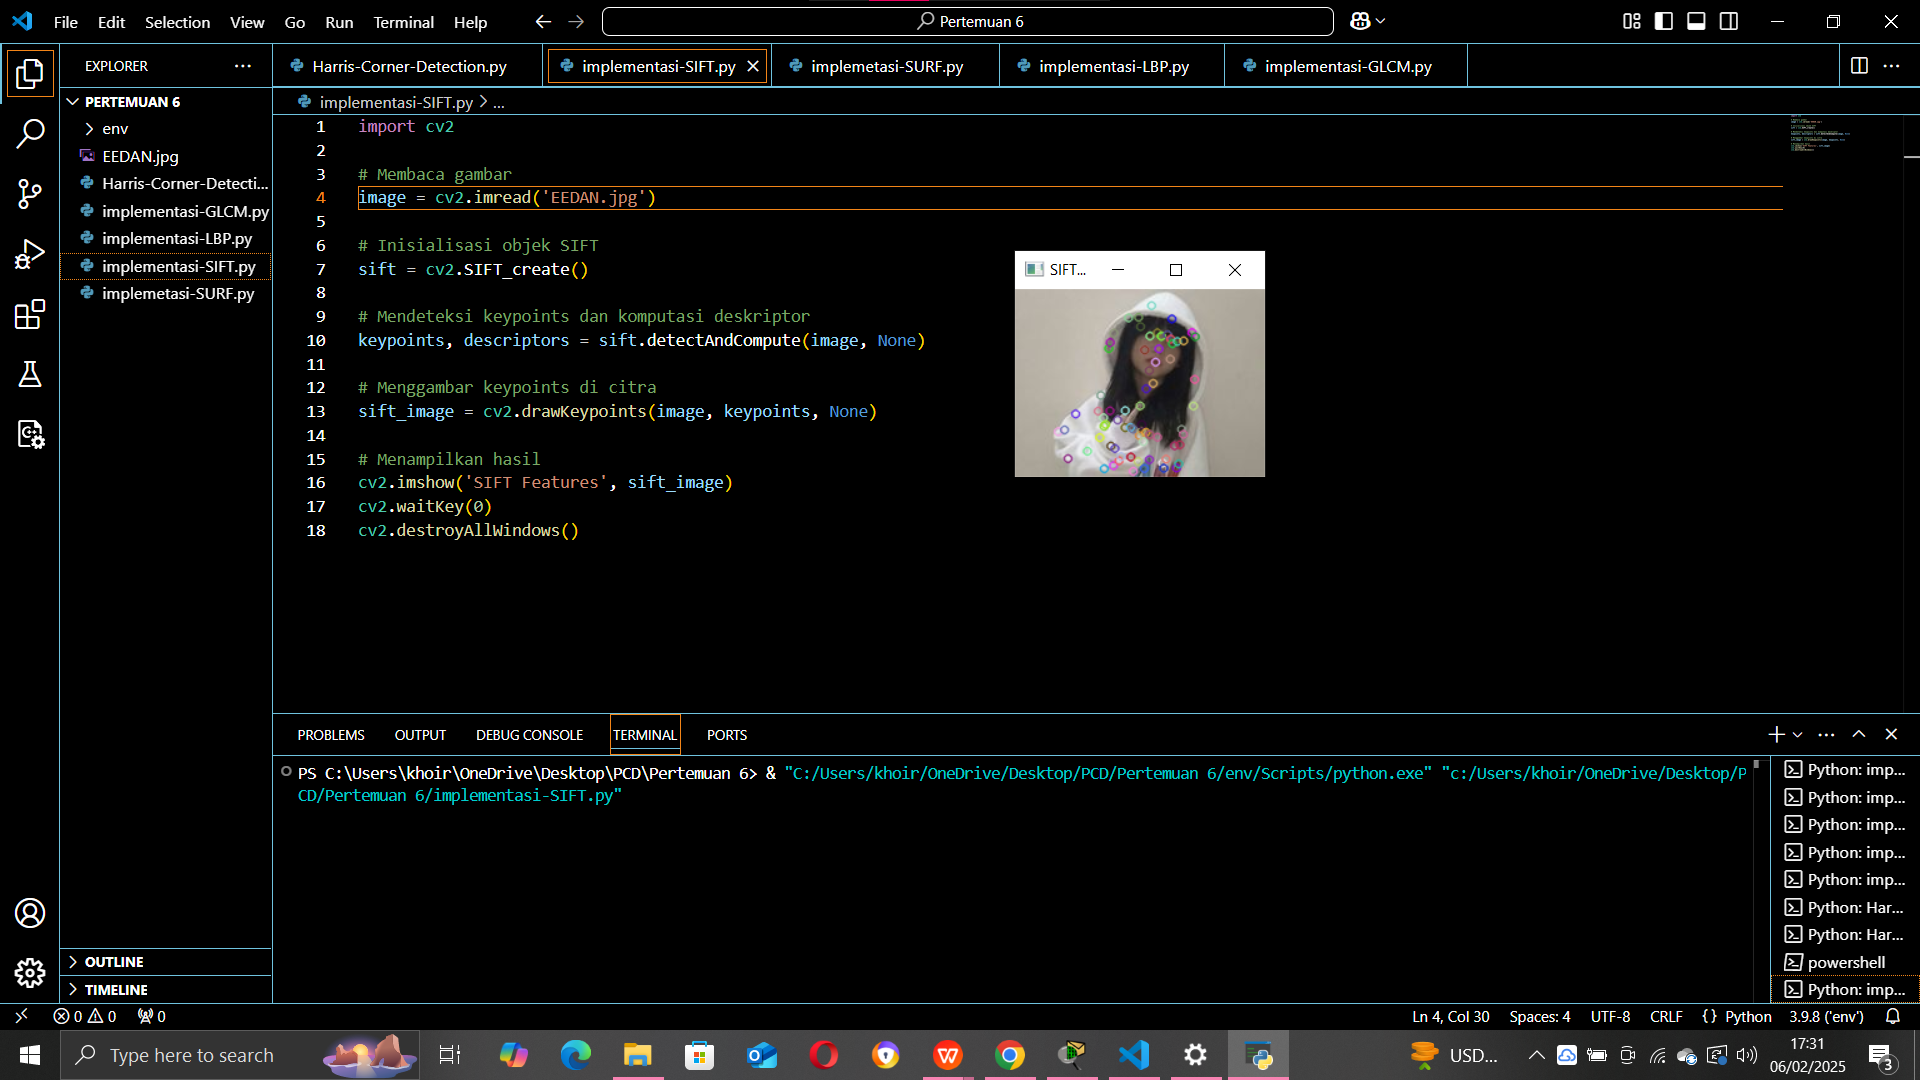 File Edit Selection View Go Run Terminal Help
Pertemuan 6
EXPLORER
Harris-Corner-Detection.py
implementasi-SIFT.py
implemetasi-SURF.py
implementasi-LBP.py
implementasi-GLCM.py
PERTEMUAN 6
env
EEDAN.jpg
Harris-Corner-Detecti...
implementasi-GLCM.py
implementasi-LBP.py
implementasi-SIFT.py
implemetasi-SURF.py
OUTLINE
TIMELINE
implementasi-SIFT.py > ...
1 import cv2
2
3 # Membaca gambar
4 image = cv2.imread('EEDAN.jpg')
5
6 # Inisialisasi objek SIFT
7 sift = cv2.SIFT_create()
8
9 # Mendeteksi keypoints dan komputasi deskriptor
10 keypoints, descriptors = sift.detectAndCompute(image, None)
11
12 # Menggambar keypoints di citra
13 sift_image = cv2.drawKeypoints(image, keypoints, None)
14
15 # Menampilkan hasil
16 cv2.imshow('SIFT Features', sift_image)
17 cv2.waitKey(0)
18 cv2.destroyAllWindows()
SIFT...
PROBLEMS OUTPUT DEBUG CONSOLE TERMINAL PORTS
PS C:\Users\khoir\OneDrive\Desktop\PCD\Pertemuan 6> & "C:/Users/khoir/OneDrive/Desktop/PCD/Pertemuan 6/env/Scripts/python.exe" "c:/Users/khoir/OneDrive/Desktop/P
CD/Pertemuan 6/implementasi-SIFT.py"
Python: imp...
Python: imp...
Python: imp...
Python: imp...
Python: imp...
Python: Har...
Python: Har...
powershell
Python: imp...
0 0 0
Ln 4, Col 30 Spaces: 4 UTF-8 CRLF {} Python 3.9.8 ('env')
Type here to search
USD...
17:31
06/02/2025
3